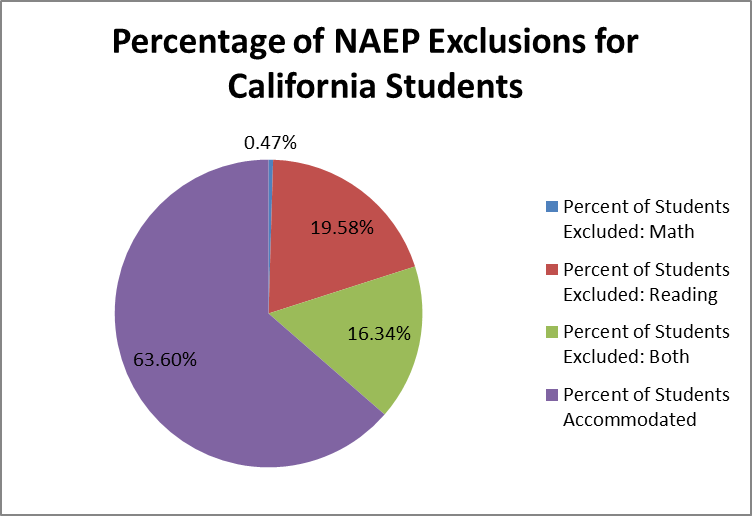 Percentage of NAEP Exclusions for
California Students
0.47%
19.58%
16.34%
63.60%
Percent of Students
Excluded: Math
Percent of Students
Excluded: Reading
Percent of Students
Excluded: Both
Percent of Students
Accommodated